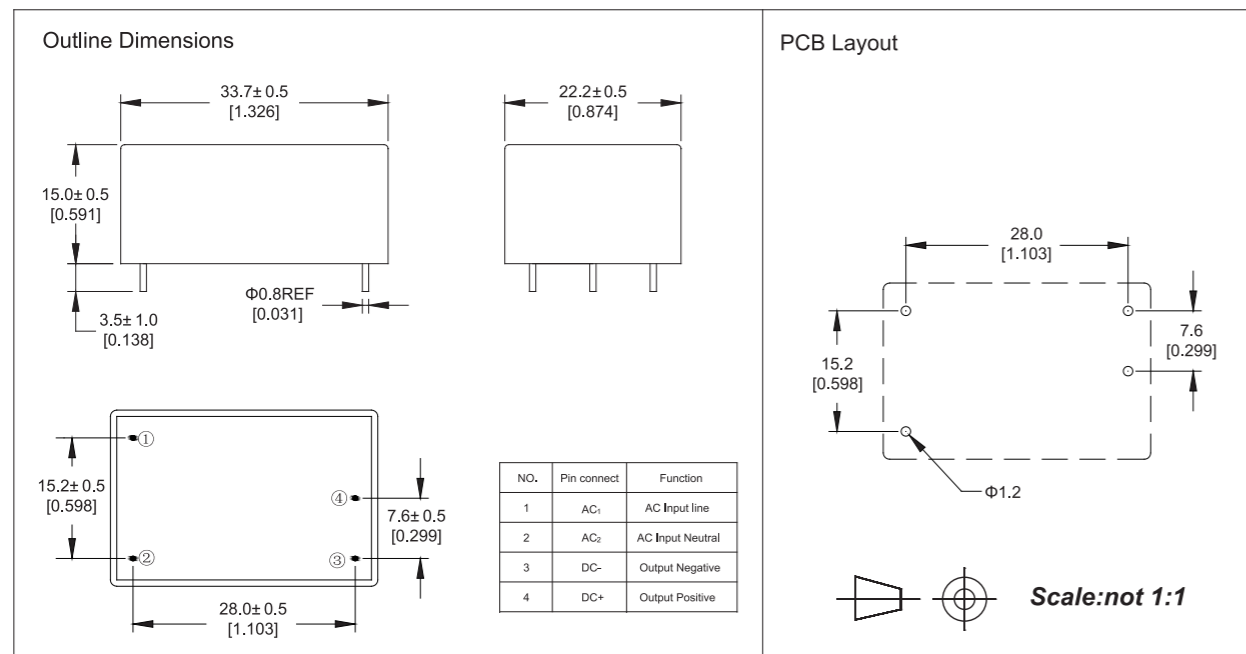 Outline Dimensions
33.7± 0.5
[1.326]
22.2±0.5
[0.874]
15.0± 0.5
[0.591]
Φ0.8REF
[0.031]
3.5± 1.0
[0.138]
①
15.2± 0.5
[0.598]
④
7.6± 0.5
[0.299]
②
③
28.0± 0.5
[1.103]
NO. Pin connect Function
1 AC₁ AC Input line
2 AC₂ AC Input Neutral
3 DC- Output Negative
4 DC+ Output Positive
PCB Layout
28.0
[1.103]
7.6
[0.299]
15.2
[0.598]
Φ1.2
Scale:not 1:1